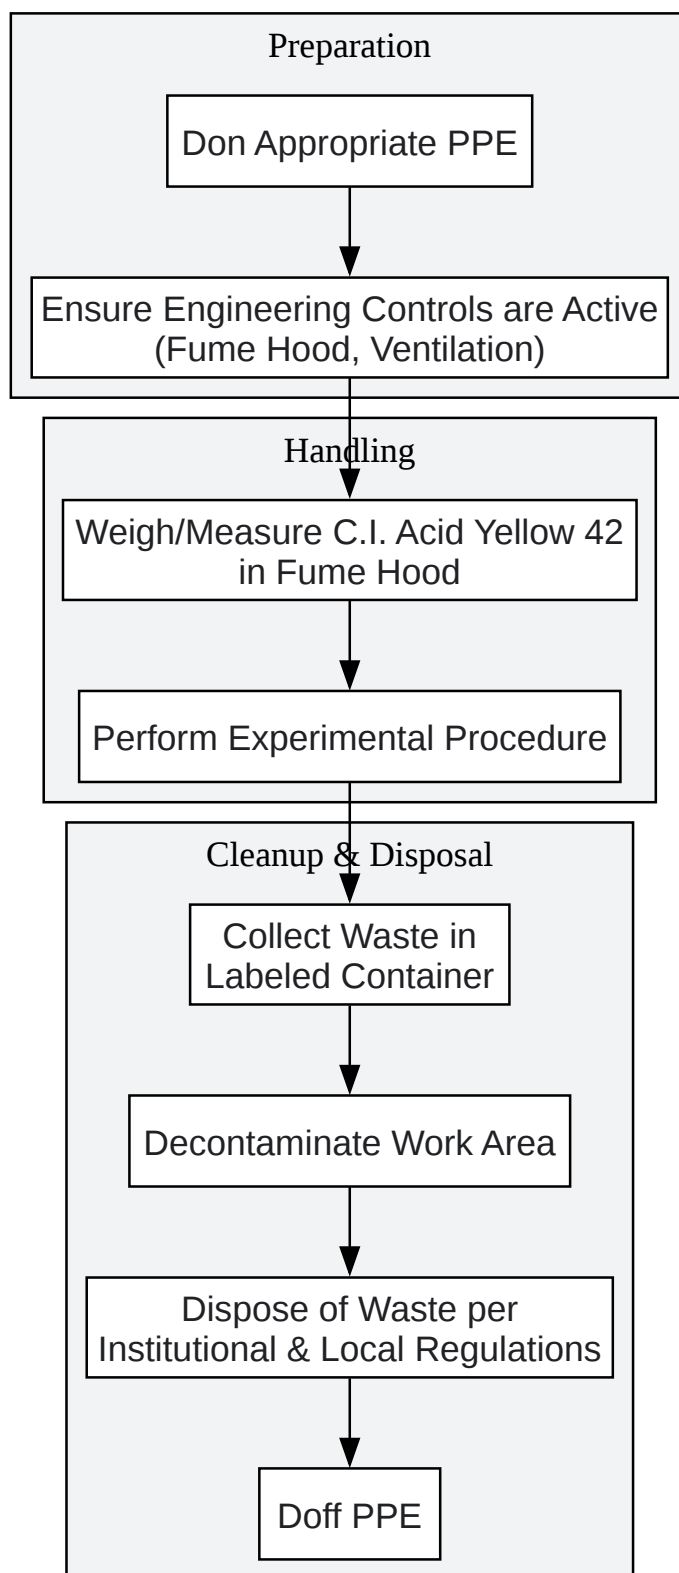 Preparation
Don Appropriate PPE
Ensure Engineering Controls are Active
(Fume Hood, Ventilation)
Handling
Weigh/Measure C.I. Acid Yellow 42
in Fume Hood
Perform Experimental Procedure
Cleanup & Disposal
Collect Waste in
Labeled Container
Decontaminate Work Area
Dispose of Waste per
Institutional & Local Regulations
Doff PPE